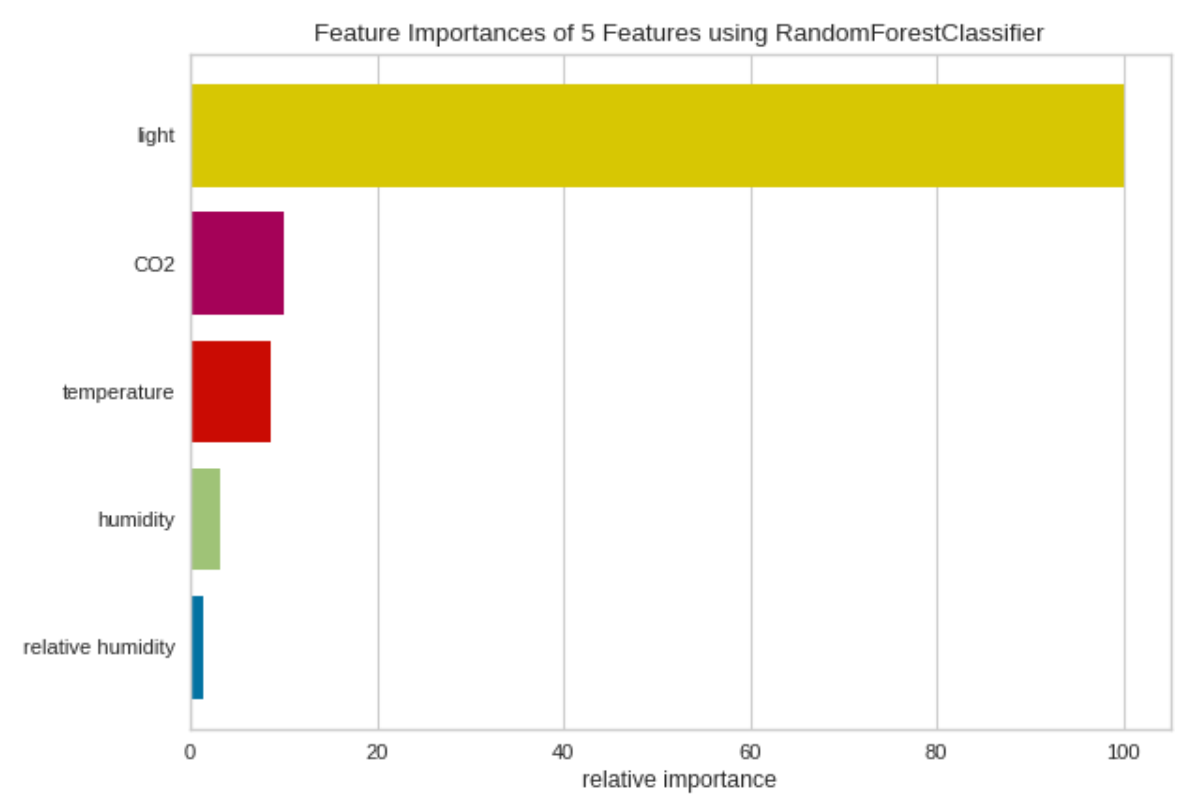 Feature Importances of 5 Features using RandomForestClassifier
light
CO2
temperature
humidity
relative humidity
0 20 40 60 80 100
relative importance